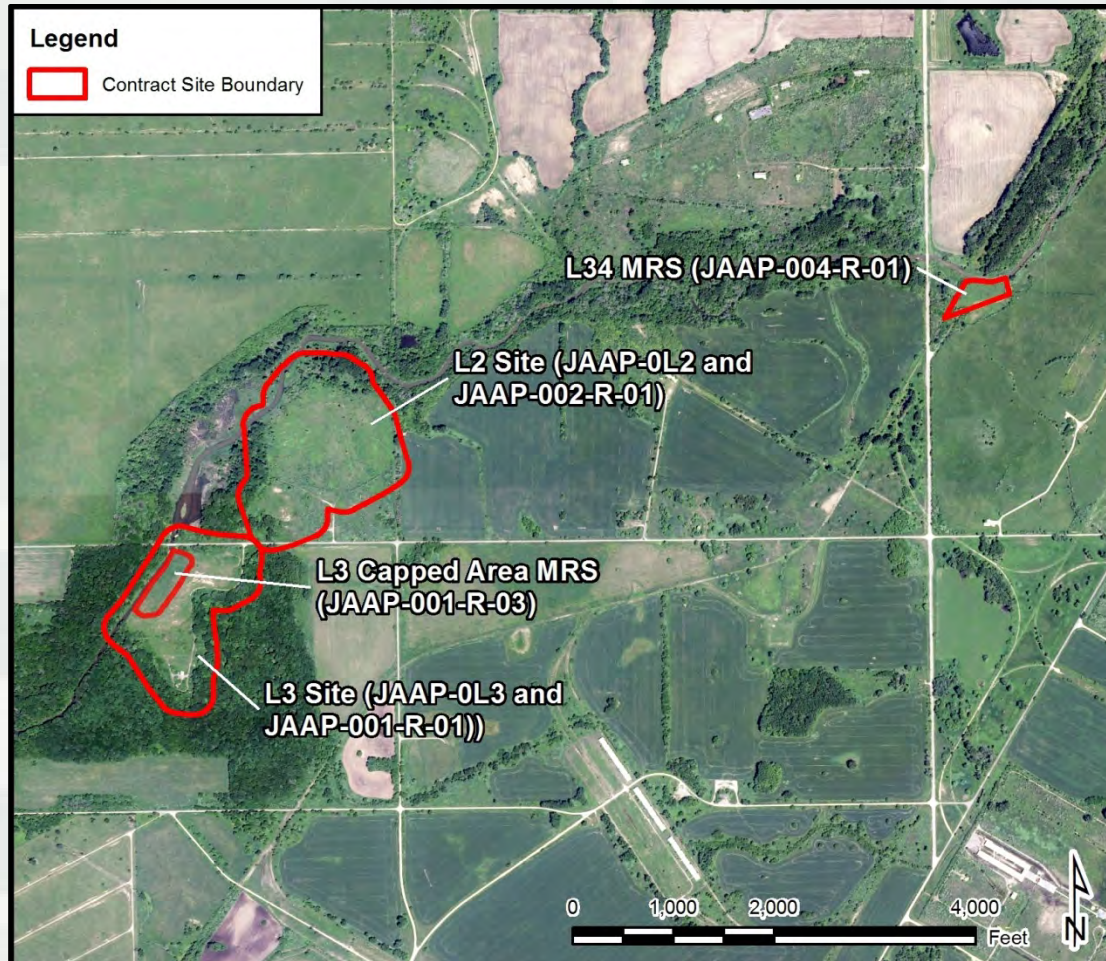 Legend
Contract Site Boundary
L34 MRS (JAAP-004-R-01)
L2 Site (JAAP-0L2 and
JAAP-002-R-01)
L3 Capped Area MRS
(JAAP-001-R-03)
L3 Site (JAAP-0L3 and
JAAP-001-R-01))
0 1,000 2,000 4,000
Feet
N